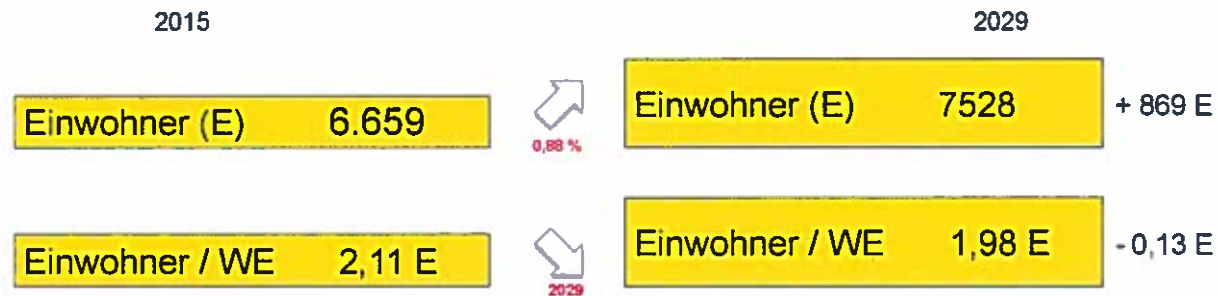 2015 2029
Einwohner (E) 6.659 Einwohner (E) 7528 + 869 E
0,88 %
Einwohner / WE 2,11 E Einwohner / WE 1,98 E - 0,13 E
2029